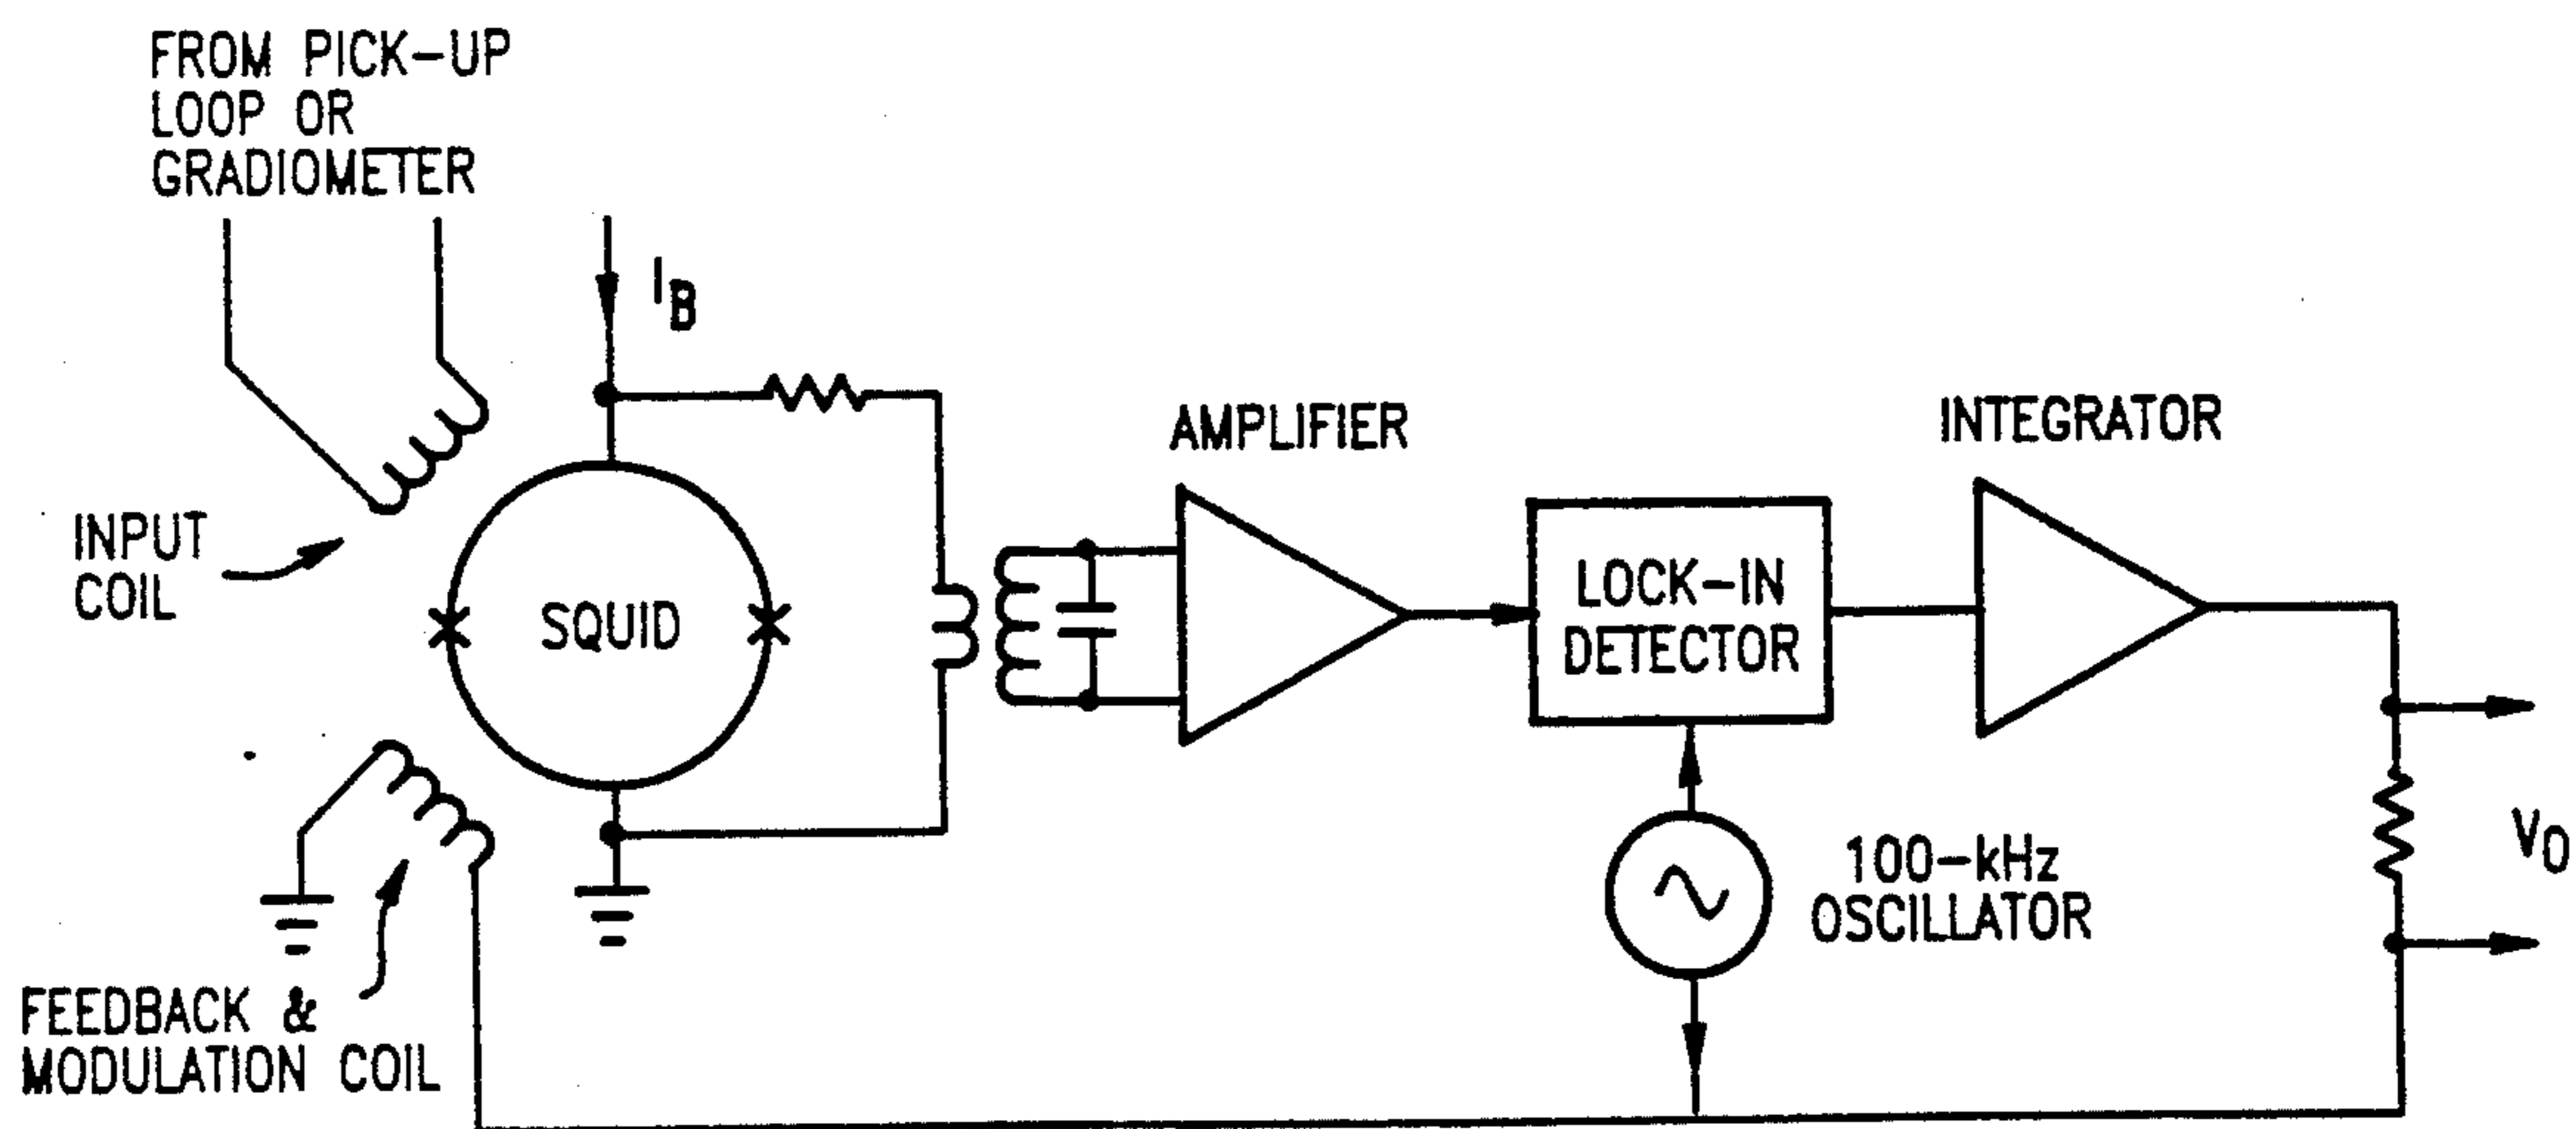 FROM PICK-UP
LOOP OR
GRADIOMETER
I_B
INPUT
COIL
SQUID
AMPLIFIER
LOCK-IN
DETECTOR
INTEGRATOR
100-kHz
OSCILLATOR
V_O
FEEDBACK &
MODULATION COIL